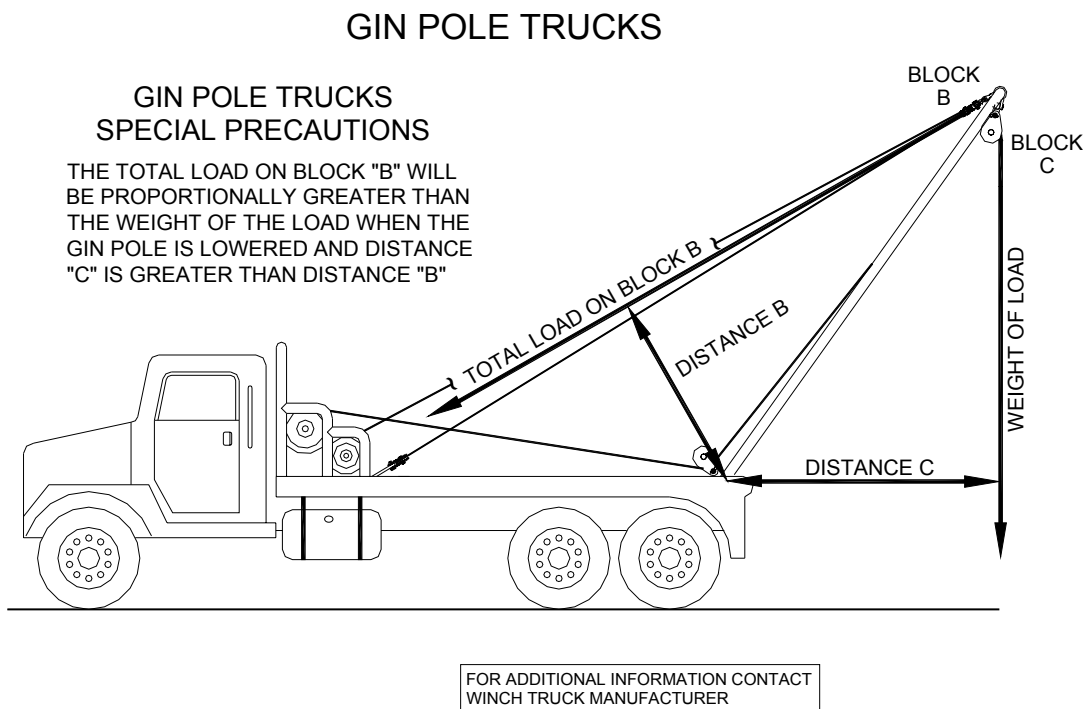 GIN POLE TRUCKS
GIN POLE TRUCKS
SPECIAL PRECAUTIONS
THE TOTAL LOAD ON BLOCK "B" WILL
BE PROPORTIONALLY GREATER THAN
THE WEIGHT OF THE LOAD WHEN THE
GIN POLE IS LOWERED AND DISTANCE
"C" IS GREATER THAN DISTANCE "B"
BLOCK
B
BLOCK
C
TOTAL LOAD ON BLOCK B
DISTANCE B
WEIGHT OF LOAD
DISTANCE C
FOR ADDITIONAL INFORMATION CONTACT
WINCH TRUCK MANUFACTURER